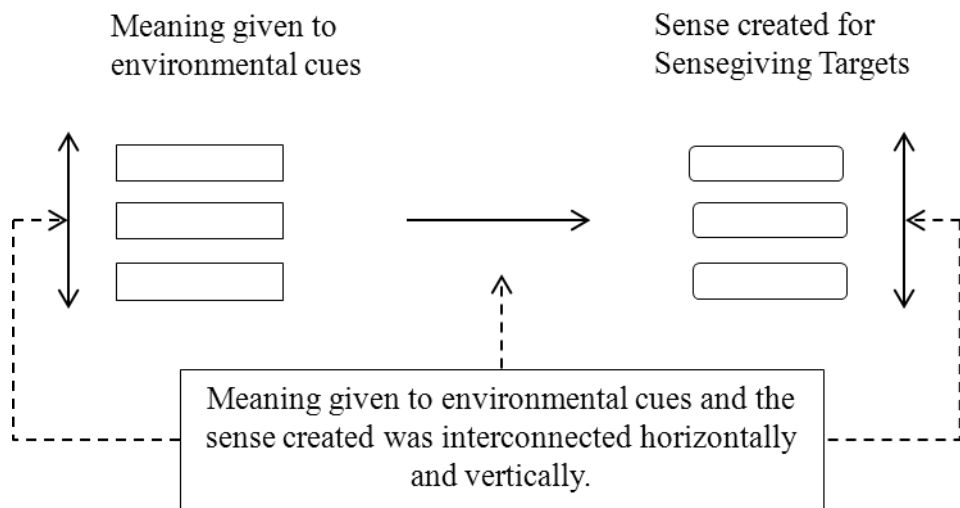 Meaning given to
environmental cues
Sense created for
Sensegiving Targets
Meaning given to environmental cues and the
sense created was interconnected horizontally
and vertically.